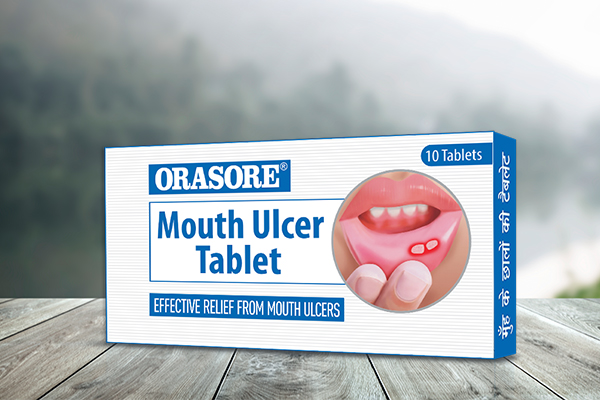 ORASORE®
10 Tablets
Mouth Ulcer
Tablet
EFFECTIVE RELIEF FROM MOUTH ULCERS
मुँह के छालों की टेबलेट